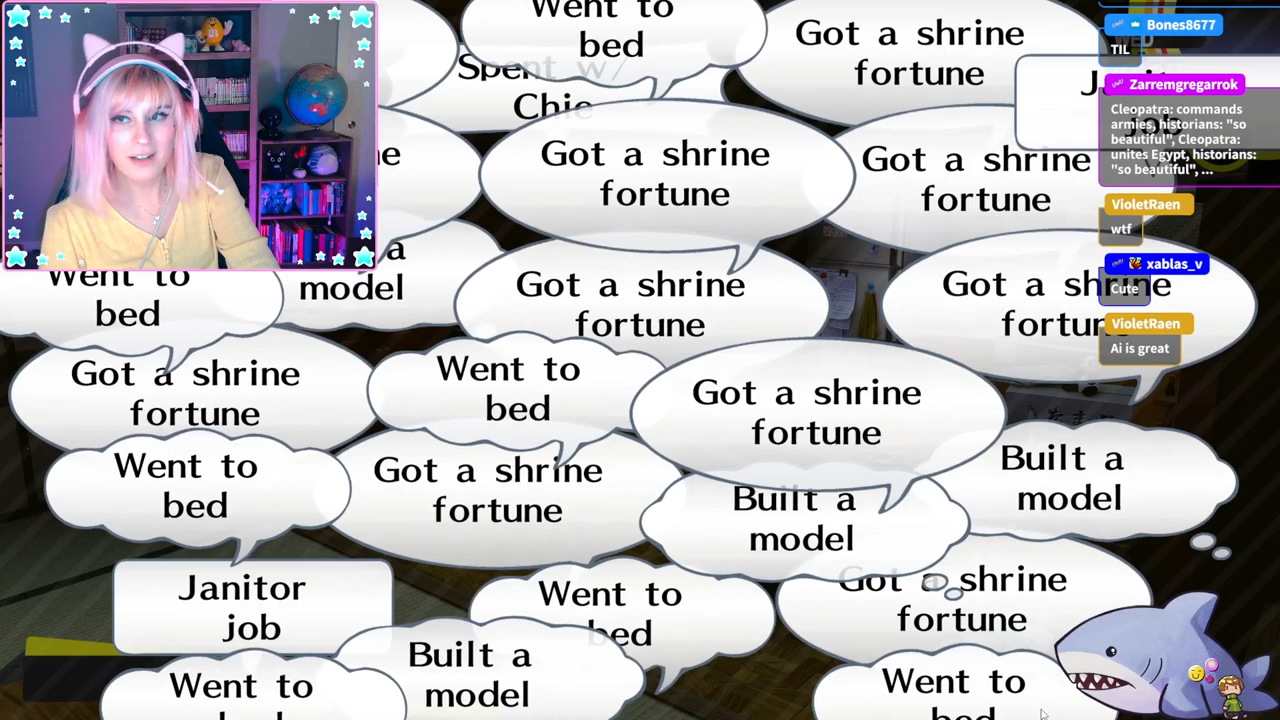 Went to
bed
Got a shrine
fortune
Spent w/
Chie
Got a shrine
fortune
Got a shrine
fortune
job
Went to
bed
a
model
Got a shrine
fortune
Got a shrine
fortune
Got a shrine
fortune
Went to
bed
Got a shrine
fortune
Went to
bed
Got a shrine
fortune
Built a
model
Built a
model
Janitor
job
Went to
bed
Got a shrine
fortune
Built a
model
Went to
bed
Went to
bed
Bones8677
TIL
Zarremgregarrok
Cleopatra: commands
armies, historians: "so
beautiful", Cleopatra:
unites Egypt, historians:
"so beautiful", ...
VioletRaen
wtf
xablas_v
Cute
VioletRaen
Ai is great